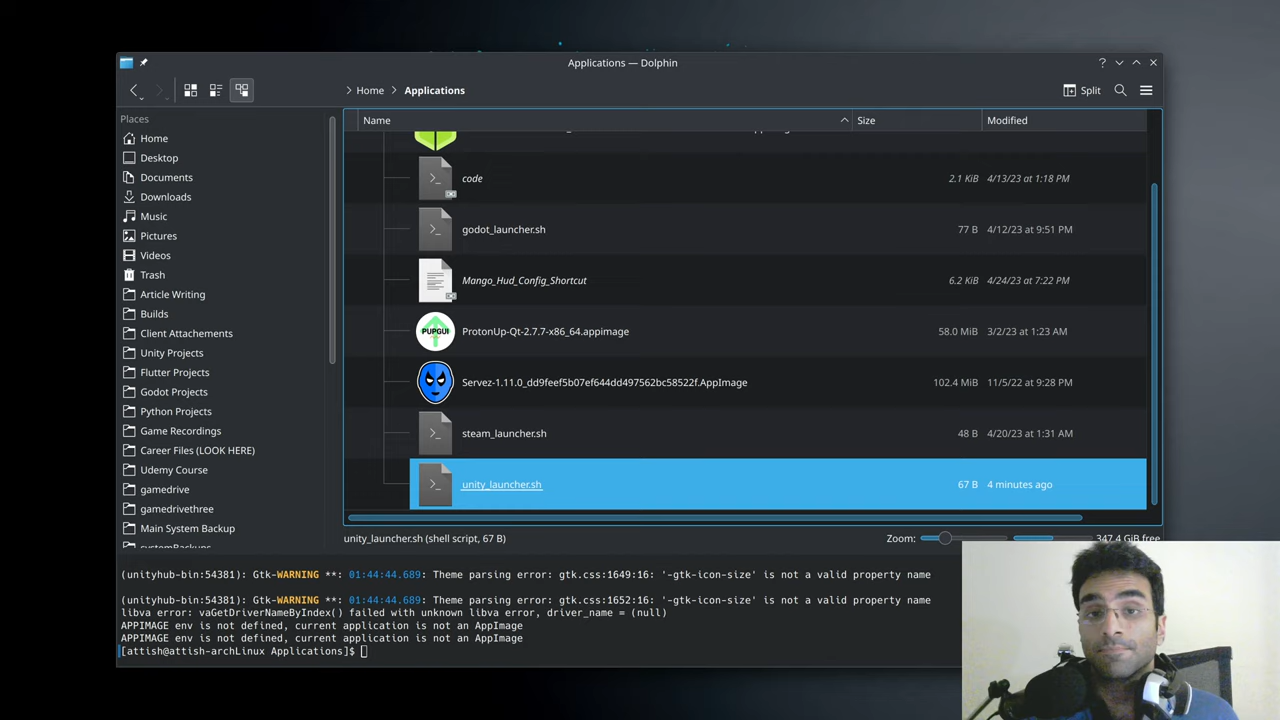 Applications — Dolphin
Home > Applications
Split
Places
Home
Desktop
Documents
Downloads
Music
Pictures
Videos
Trash
Article Writing
Builds
Client Attachements
Unity Projects
Flutter Projects
Godot Projects
Python Projects
Game Recordings
Career Files (LOOK HERE)
Udemy Course
gamedrive
gamedrivethree
Main System Backup
systemBackups
Name Size Modified
code 2.1 KiB 4/13/23 at 1:18 PM
godot_launcher.sh 77 B 4/12/23 at 9:51 PM
Mango_Hud_Config_Shortcut 6.2 KiB 4/24/23 at 7:22 PM
PUPGUI
ProtonUp-Qt-2.7.7-x86_64.appimage 58.0 MiB 3/2/23 at 1:23 AM
Servez-1.11.0_dd9feef5b07ef644dd497562bc58522f.AppImage 102.4 MiB 11/5/22 at 9:28 PM
steam_launcher.sh 48 B 4/20/23 at 1:31 AM
unity_launcher.sh 67 B 4 minutes ago
unity_launcher.sh (shell script, 67 B) Zoom: 347.4 GiB free
(unityhub-bin:54381): Gtk-WARNING **: 01:44:44.689: Theme parsing error: gtk.css:1649:16: '-gtk-icon-size' is not a valid property name
(unityhub-bin:54381): Gtk-WARNING **: 01:44:44.689: Theme parsing error: gtk.css:1652:16: '-gtk-icon-size' is not a valid property name
libva error: vaGetDriverNameByIndex() failed with unknown libva error, driver_name = (null)
APPIMAGE env is not defined, current application is not an AppImage
APPIMAGE env is not defined, current application is not an AppImage
[attish@attish-archLinux Applications]$